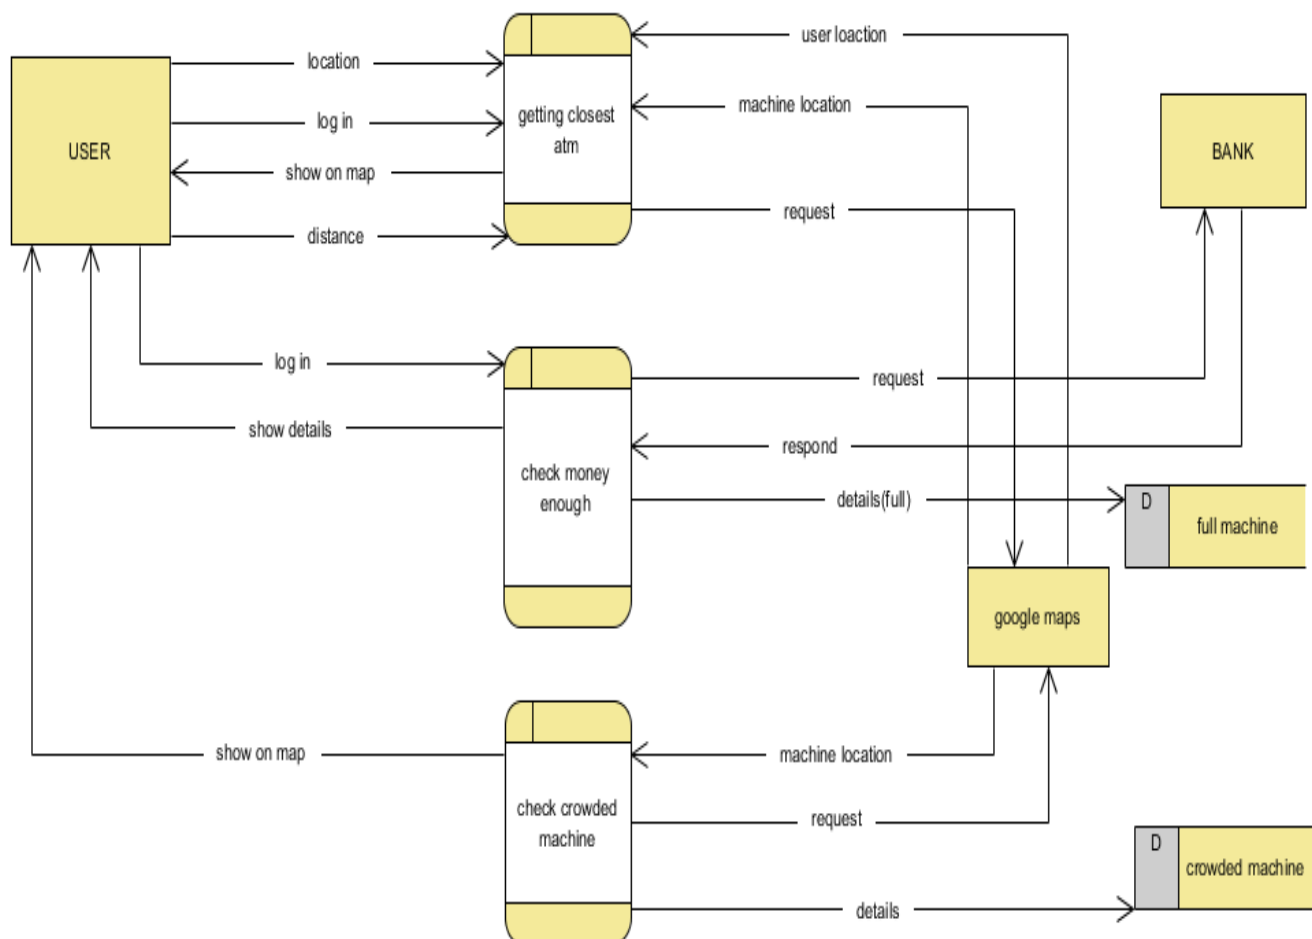 user loaction
location
machine location
log in
getting closest
atm
USER
BANK
show on map
request
distance
log in
request
show details
respond
check money
enough
details(full)
D
full machine
google maps
show on map
machine location
check crowded
machine
request
D
crowded machine
details